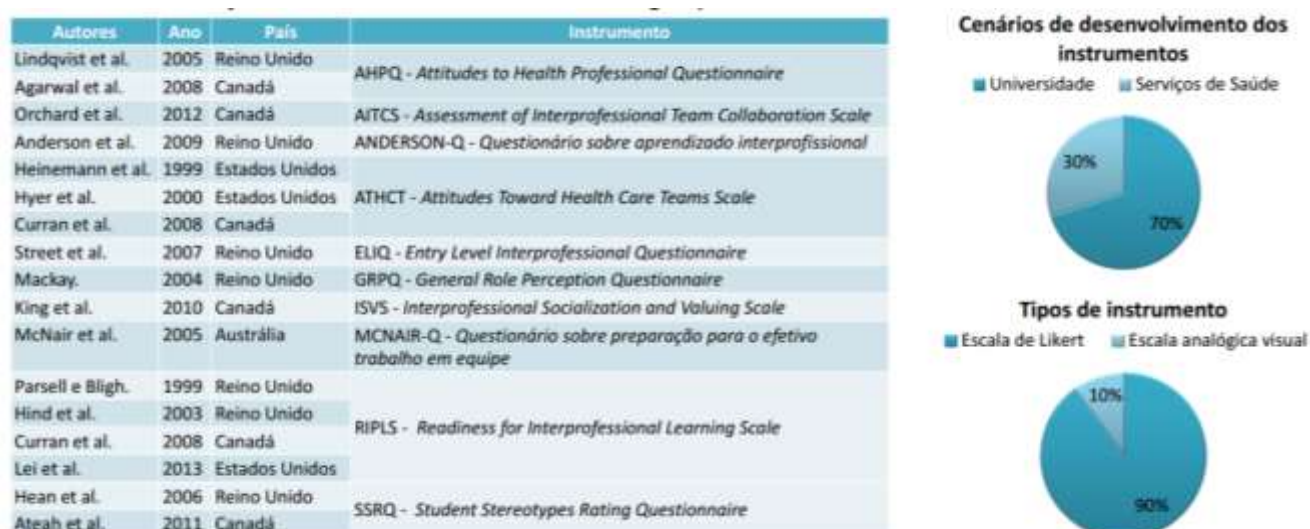 Autores Ano País Instrumento
Lindqvist et al. 2005 Reino Unido
AHPQ - Attitudes to Health Professional Questionnaire
Agarwal et al. 2008 Canadá
Orchard et al. 2012 Canadá AITCS - Assessment of Interprofessional Team Collaboration Scale
Anderson et al. 2009 Reino Unido ANDERSON-Q - Questionário sobre aprendizado interprofissional
Heinemann et al. 1999 Estados Unidos
Hyer et al. 2000 Estados Unidos ATHCT - Attitudes Toward Health Care Teams Scale
Curran et al. 2008 Canadá
Street et al. 2007 Reino Unido ELIQ - Entry Level Interprofessional Questionnaire
Mackay. 2004 Reino Unido GRPQ - General Role Perception Questionnaire
King et al. 2010 Canadá ISVS - Interprofessional Socialization and Valuing Scale
McNair et al. 2005 Austrália MCNAIR-Q - Questionário sobre preparação para o efetivo
trabalho em equipe
Parsell e Bligh. 1999 Reino Unido
Hind et al. 2003 Reino Unido
RIPLS - Readiness for Interprofessional Learning Scale
Curran et al. 2008 Canadá
Lei et al. 2013 Estados Unidos
Hean et al. 2006 Reino Unido
SSRQ - Student Stereotypes Rating Questionnaire
Ateah et al. 2011 Canadá
Cenários de desenvolvimento dos
instrumentos
Universidade Serviços de Saúde
30%
70%
Tipos de instrumento
Escala de Likert Escala analógica visual
10%
90%